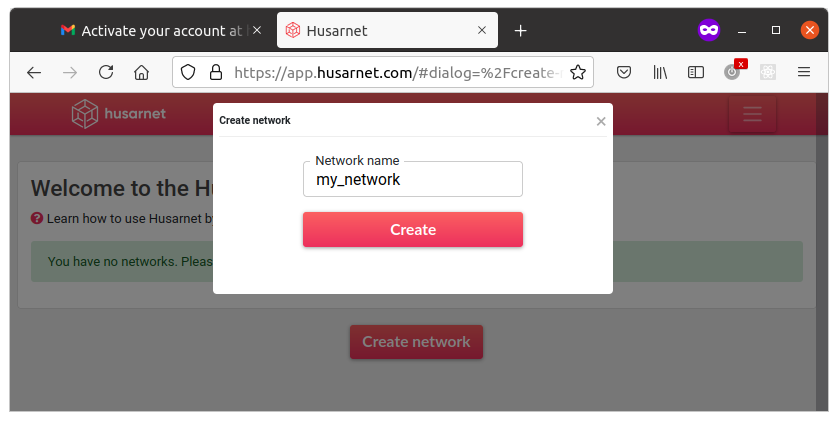 Activate your account at
Husarnet
https://app.husarnet.com/#dialog=%2Fcreate-
x
husarnet
Create network
Network name
my_network
Create
Welcome to the Hu
? Learn how to use Husarnet by
You have no networks. Pleas
Create network